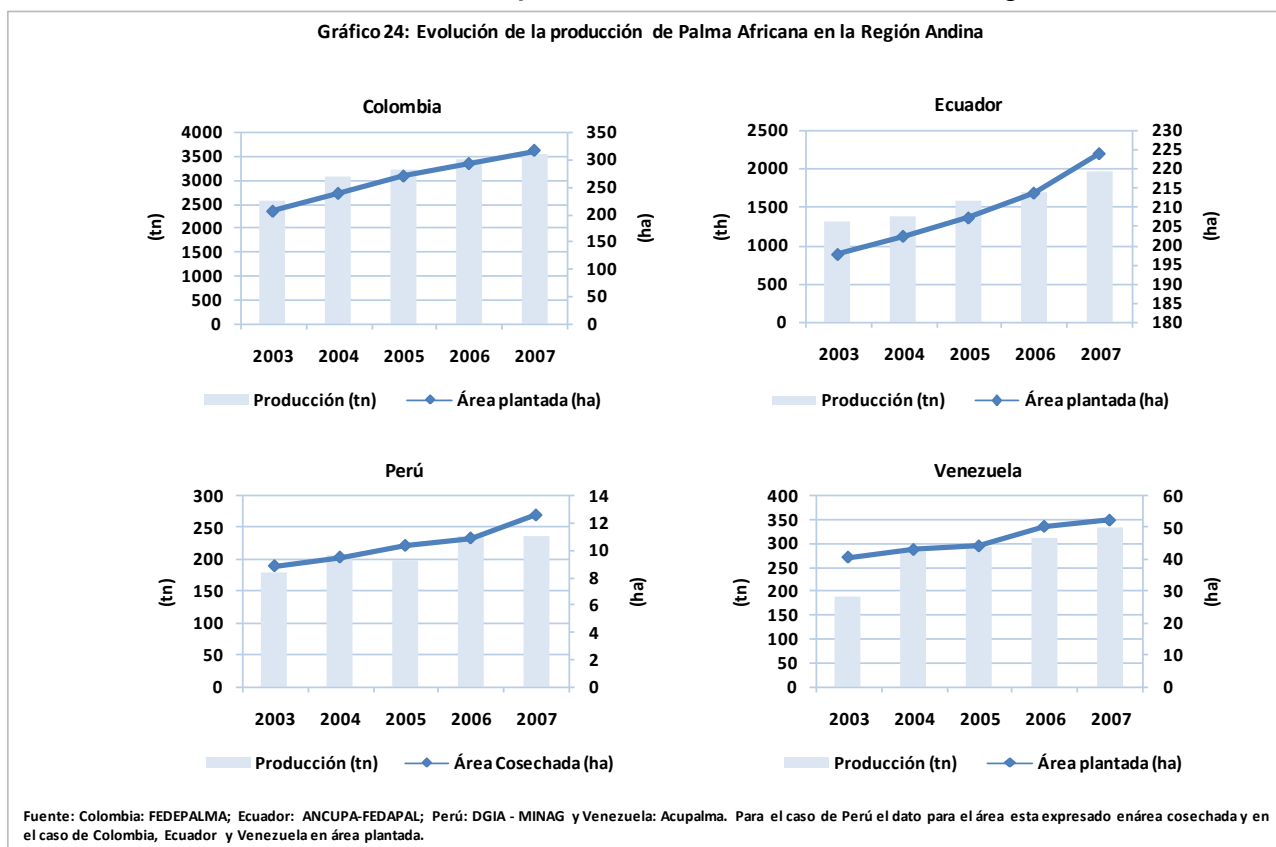 Gráfico 24: Evolución de la producción de Palma Africana en la Región Andina
Colombia
4000
3500
3000
2500
2000
1500
1000
500
0
(tn)
350
300
250
200
150
100
50
0
(ha)
2003 2004 2005 2006 2007
Producción (tn) Área plantada (ha)
Ecuador
2500
2000
1500
1000
500
0
(th)
230
225
220
215
210
205
200
195
190
185
180
(ha)
2003 2004 2005 2006 2007
Producción (tn) Área plantada (ha)
Perú
300
250
200
150
100
50
0
(tn)
14
12
10
8
6
4
2
0
(ha)
2003 2004 2005 2006 2007
Producción (tn) Área Cosechada (ha)
Venezuela
400
350
300
250
200
150
100
50
0
(tn)
60
50
40
30
20
10
0
(ha)
2003 2004 2005 2006 2007
Producción (tn) Área plantada (ha)
Fuente: Colombia: FEDEPALMA; Ecuador: ANCUPA-FEDAPAL; Perú: DGIA - MINAG y Venezuela: Acupalma. Para el caso de Perú el dato para el área esta expresado enárea cosechada y en
el caso de Colombia, Ecuador y Venezuela en área plantada.